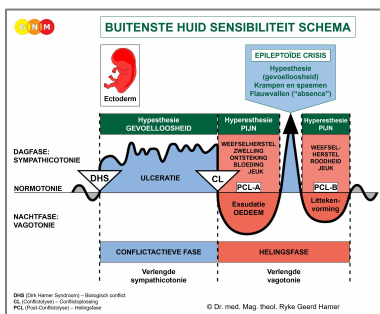 GNM
BUITENSTE HUID SENSIBILITEIT SCHEMA
Ectoderm
EPILEPTOÏDE CRISIS
Hypesthesie
(gevoelloosheid)
Krampen en spasmen
Flauwvallen ("absence")
Hypesthesie
GEVOELLOOSHEID
Hyperesthesie
PIJN
Hyperesthesie
PIJN
DAGFASE:
SYMPATHICOTONIE
NORMOTONIE
NACHTFASE:
VAGOTONIE
DHS
ULCERATIE
CL
WEEFSELHERSTEL
ZWELLING
ONTSTEKING
BLOEDING
JEUK
PCL-A
Exsudatie
OEDEEM
WEEFSEL-
HERSTEL
ROODHEID
JEUK
PCL-B
Litteken-
vorming
CONFLICTACTIEVE FASE
HELINGSFASE
Verlengde
sympathicotonie
Verlengde
vagotonie
DHS (Dirk Hamer Syndroom) – Biologisch conflict
CL (Conflictolyse) – Conflictoplossing
PCL (Post-Conflictolyse) – Helingsfase
© Dr. med. Mag. theol. Ryke Geerd Hamer